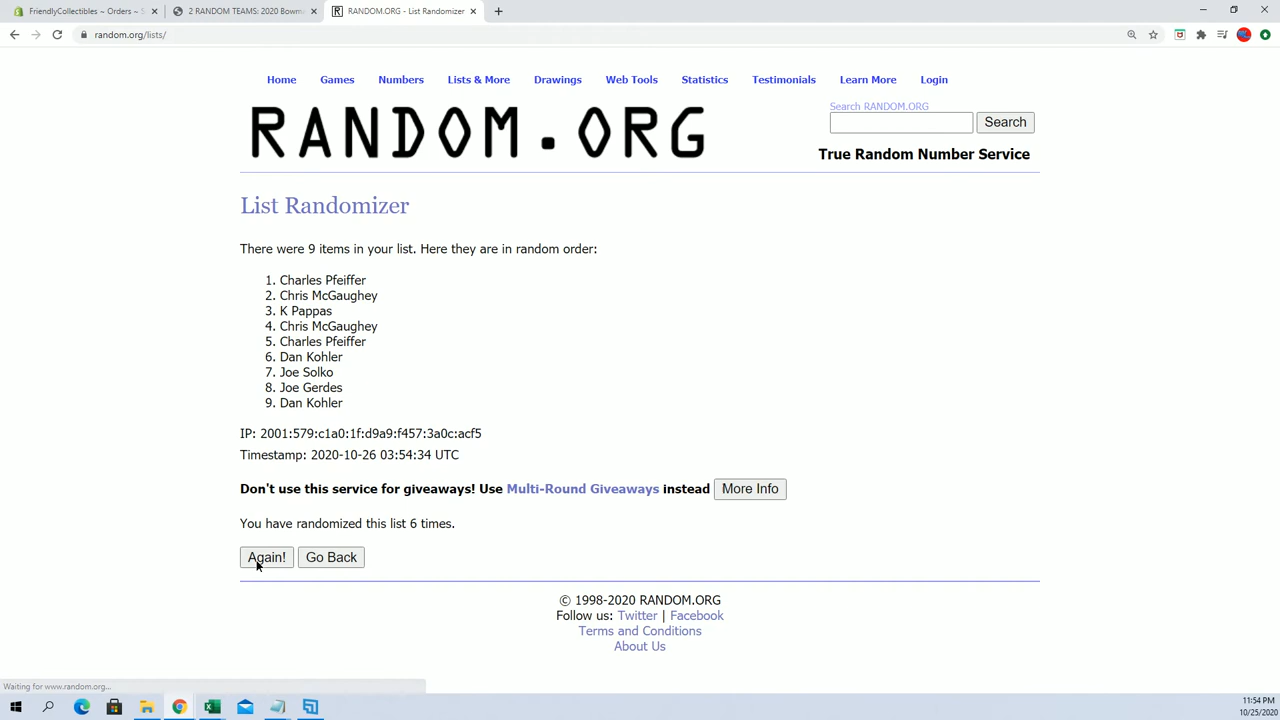 FriendlyCollectibles ~ Orders ~ S
2 RANDOM TEAMS: 2020 Bowm
RANDOM.ORG - List Randomizer
random.org/lists/
Home Games Numbers Lists & More Drawings Web Tools Statistics Testimonials Learn More Login
RANDOM.ORG
Search RANDOM.ORG
Search
True Random Number Service
List Randomizer
There were 9 items in your list. Here they are in random order:
1. Charles Pfeiffer
2. Chris McGaughey
3. K Pappas
4. Chris McGaughey
5. Charles Pfeiffer
6. Dan Kohler
7. Joe Solko
8. Joe Gerdes
9. Dan Kohler
IP: 2001:579:c1a0:1f:d9a9:f457:3a0c:acf5
Timestamp: 2020-10-26 03:54:34 UTC
Don't use this service for giveaways! Use Multi-Round Giveaways instead More Info
You have randomized this list 6 times.
Again! Go Back
© 1998-2020 RANDOM.ORG
Follow us: Twitter | Facebook
Terms and Conditions
About Us
Waiting for www.random.org...
11:54 PM
10/25/2020